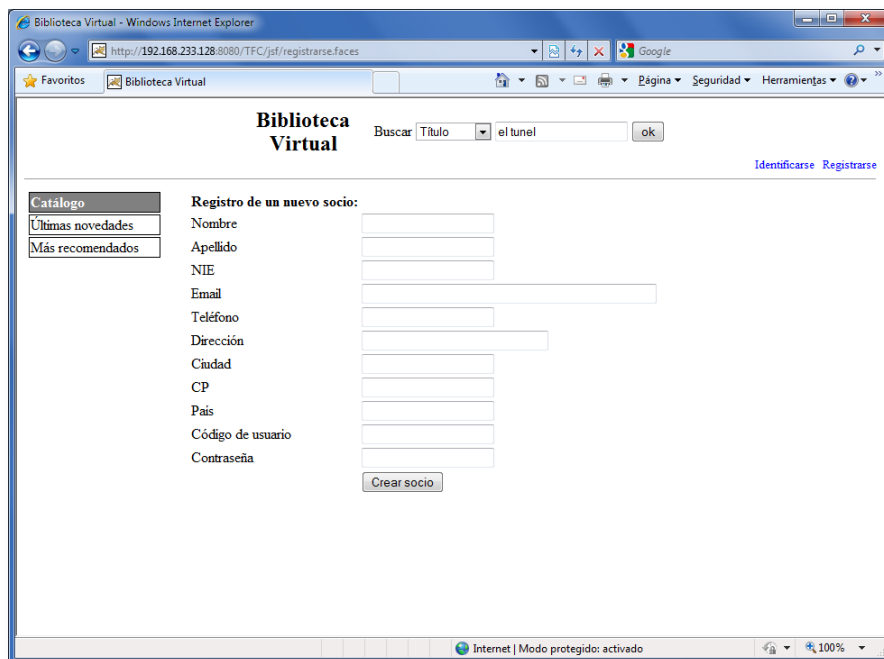 Biblioteca Virtual - Windows Internet Explorer
http://192.168.233.128:8080/TFC/jsf/registrarse.faces
Google
Favoritos
Biblioteca Virtual
Página
Seguridad
Herramientas
»
Biblioteca
Virtual
Buscar Título el tunel ok
Identificarse Registrarse
Catálogo
Últimas novedades
Más recomendados
Registro de un nuevo socio:
Nombre
Apellido
NIE
Email
Teléfono
Dirección
Ciudad
CP
Pais
Código de usuario
Contraseña
Crear socio
Internet | Modo protegido: activado
100%